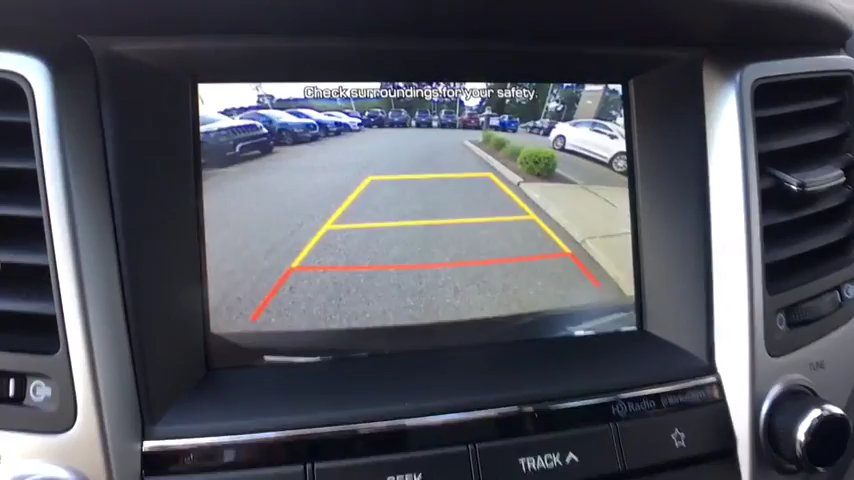 Check surroundings for your safety.
HD Radio
TUNE
SEEK
TRACK